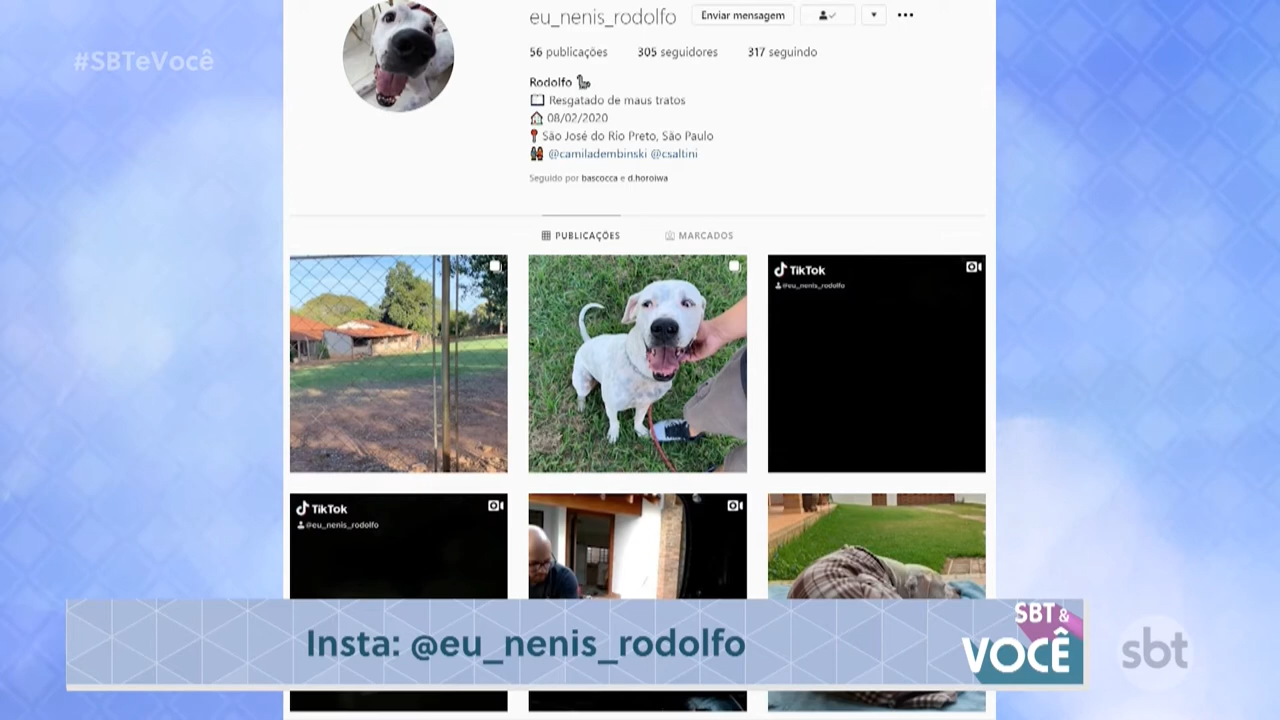 #SBTeVocê
eu_nenis_rodolfo
Enviar mensagem
56 publicações 305 seguidores 317 seguindo
Rodolfo
Resgatado de maus tratos
08/02/2020
São José do Rio Preto, São Paulo
@camiladembinski @csaltini
Seguido por bascocca e d.horoiwa
PUBLICAÇÕES MARCADOS
TikTok
@eu_nenis_rodolfo
TikTok
@eu_nenis_rodolfo
Insta: @eu_nenis_rodolfo
SBT &
VOCÊ
sbt